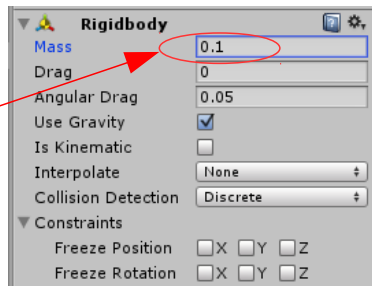 Rigidbody
Mass 0.1
Drag 0
Angular Drag 0.05
Use Gravity
Is Kinematic
Interpolate None
Collision Detection Discrete
Constraints
Freeze Position X Y Z
Freeze Rotation X Y Z